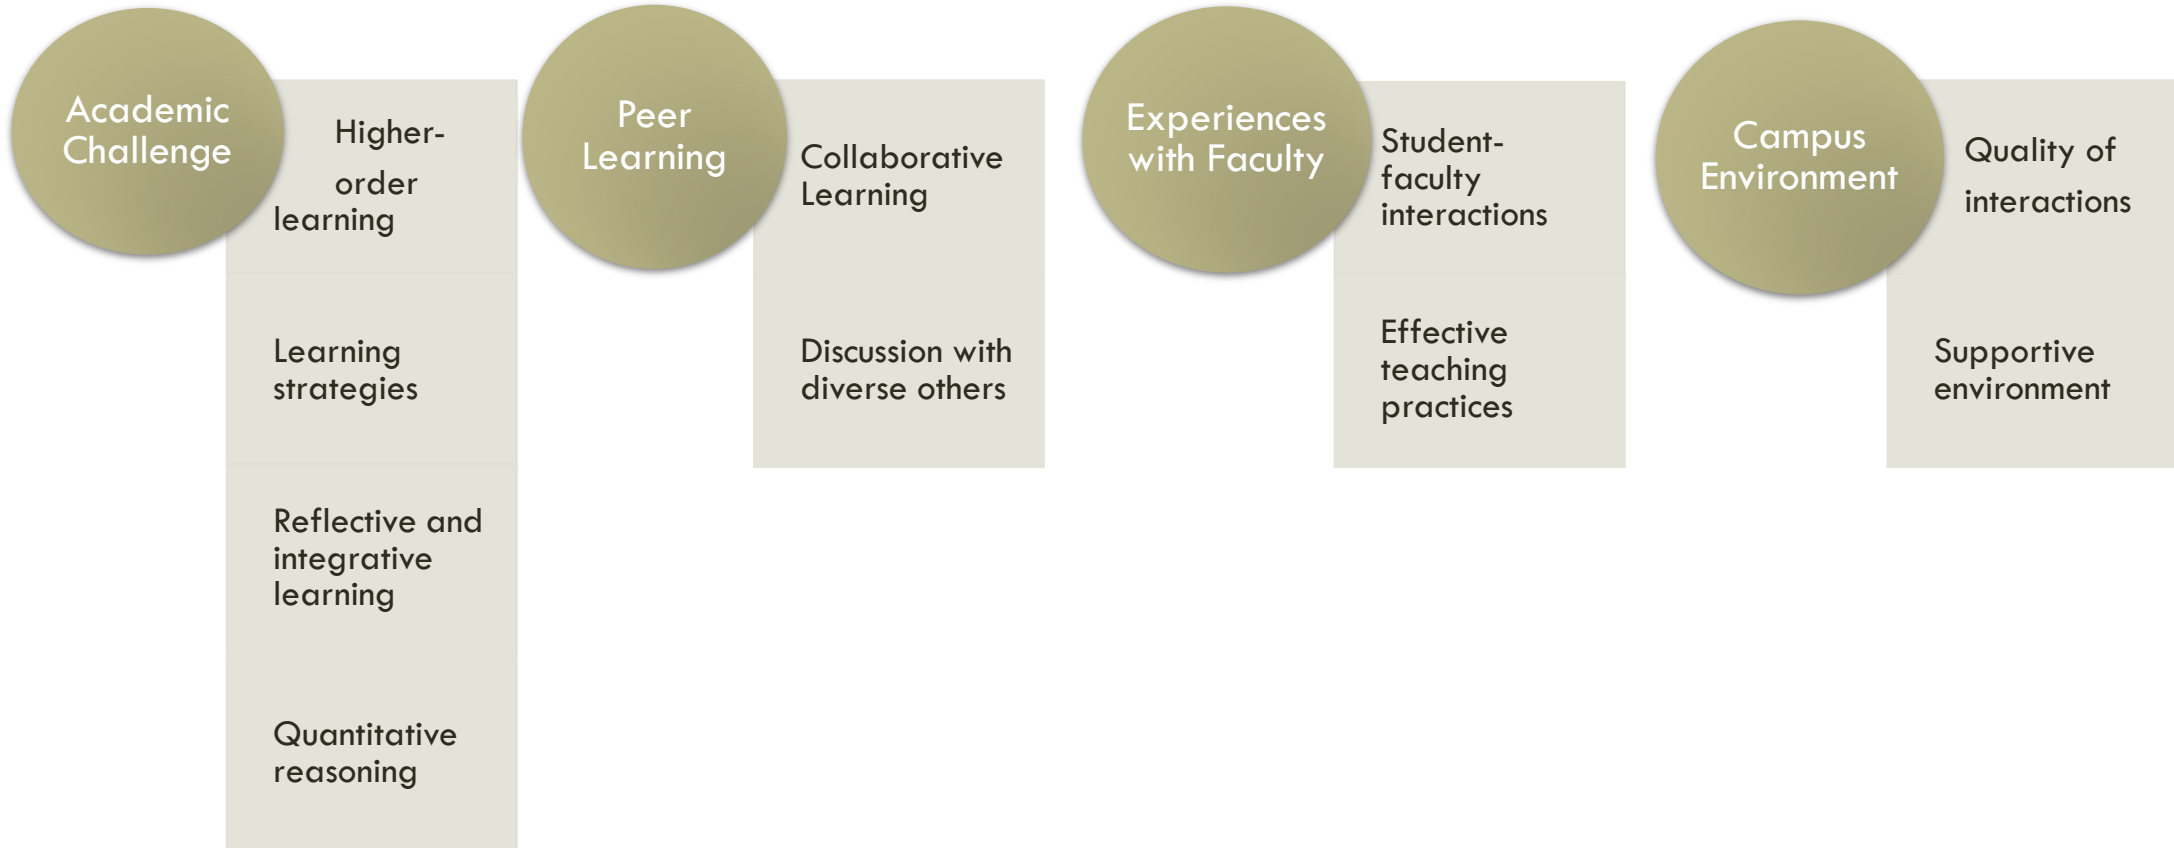 Academic
Challenge
Higher-
order
learning
Learning
strategies
Reflective and
integrative
learning
Quantitative
reasoning
Peer
Learning
Collaborative
Learning
Discussion with
diverse others
Experiences
with Faculty
Student-
faculty
interactions
Effective
teaching
practices
Campus
Environment
Quality of
interactions
Supportive
environment